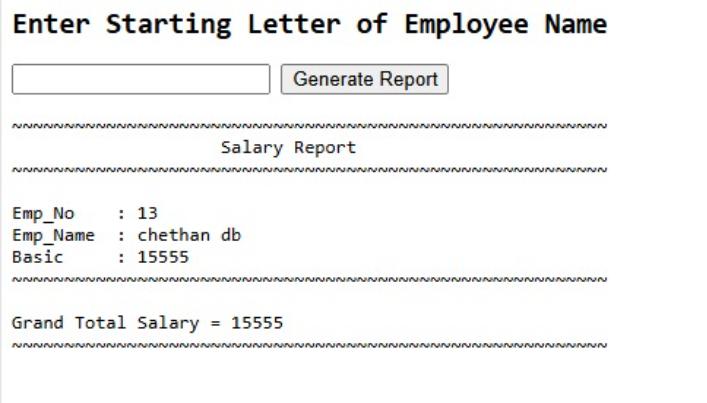 Enter Starting Letter of Employee Name
Generate Report
~~~~~~~~~~~~~~~~~~~~~~~~~~~~~~~~~~~~~~~~~~~~~~~~~~~~~~~~~
Salary Report
~~~~~~~~~~~~~~~~~~~~~~~~~~~~~~~~~~~~~~~~~~~~~~~~~~~~~~~~~
Emp_No    : 13
Emp_Name  : chethan db
Basic     : 15555
~~~~~~~~~~~~~~~~~~~~~~~~~~~~~~~~~~~~~~~~~~~~~~~~~~~~~~~~~
Grand Total Salary = 15555
~~~~~~~~~~~~~~~~~~~~~~~~~~~~~~~~~~~~~~~~~~~~~~~~~~~~~~~~~